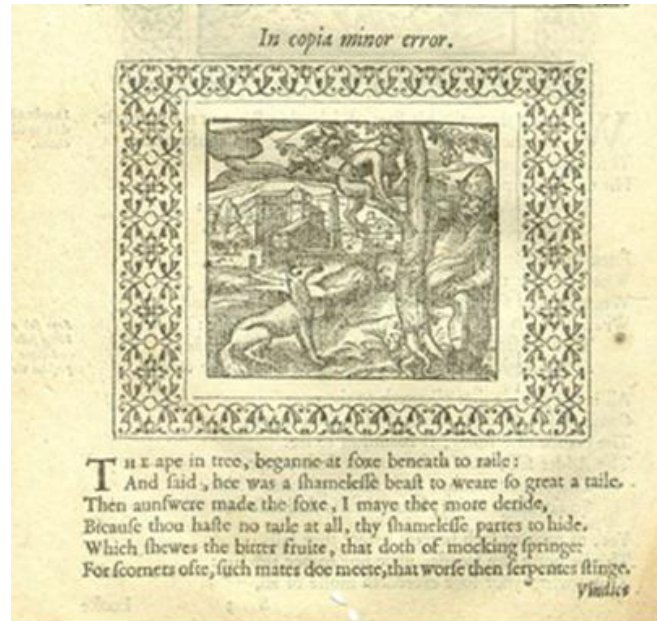 In copia minor error.
THE ape in tree, beganne at foxe beneath to raile:
And ſaid, hee was a ſhameleſſe beaſt to weare ſo great a taile.
Then aunſwere made the foxe, I maye thee more deride,
Bicauſe thou haſte no taile at all, thy ſhameleſſe partes to hide.
Which ſhewes the bitter fruite, that doth of mocking ſpringe:
For ſcorners ofte, ſuch mates doe meete, that worſe then ſerpentes ſtinge.
Vindice